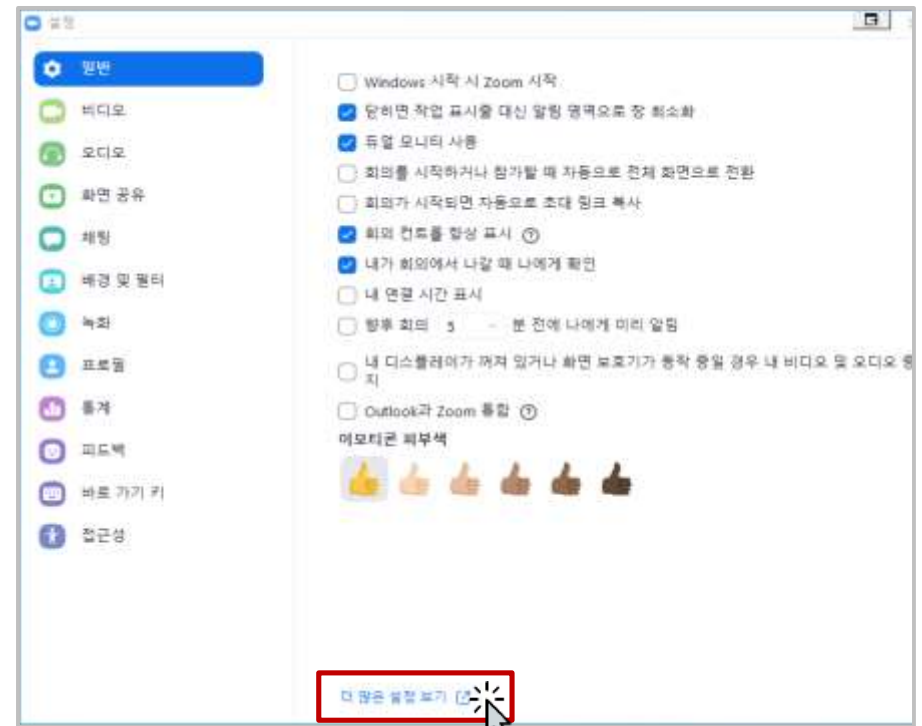 설정
일반
비디오
오디오
화면 공유
채팅
배경 및 필터
녹화
프로필
통계
피드백
바로 가기 키
접근성
Windows 시작 시 Zoom 시작
닫히면 작업 표시줄 대신 알림 영역으로 창 최소화
듀얼 모니터 사용
회의를 시작하거나 참가할 때 자동으로 전체 화면으로 전환
회의가 시작되면 자동으로 초대 링크 복사
회의 컨트롤 항상 표시
내가 회의에서 나갈 때 나에게 확인
내 연결 시간 표시
향후 회의 5 분 전에 나에게 미리 알림
내 디스플레이가 꺼져 있거나 화면 보호기가 동작 중일 경우 내 비디오 및 오디오 중
지
Outlook과 Zoom 통합
이모티콘 피부색
더 많은 설정 보기